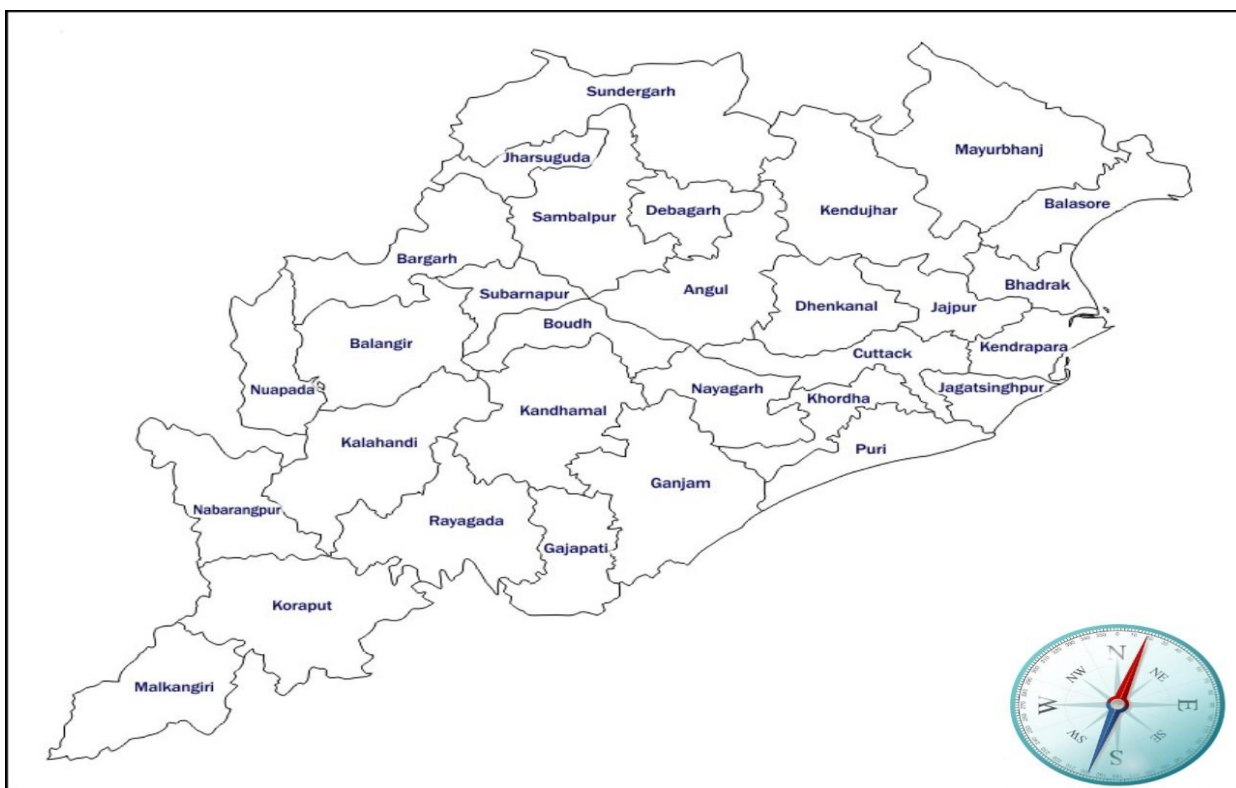 Sundergarh
Mayurbhanj
Jharsuguda
Balasore
Sambalpur
Debagarh
Kendujhar
Bargarh
Bhadrak
Subarnapur
Angul
Dhenkanal
Jajpur
Boudh
Balangir
Cuttack
Kendrapara
Nuapada
Nayagarh
Khordha
Jagatsinghpur
Kandhamal
Kalahandi
Puri
Ganjam
Nabarangpur
Rayagada
Gajapati
Koraput
Malkangiri
N
NW
NE
W
E
SW
SE
S